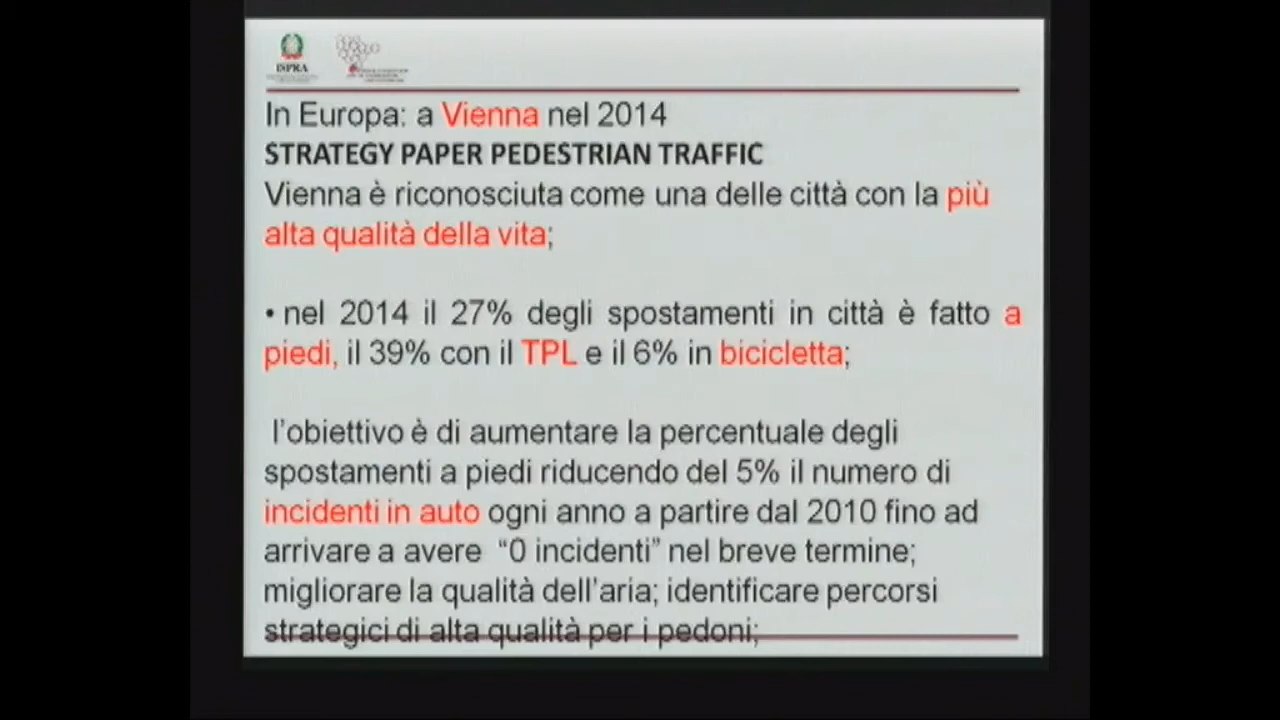 ISPRA
In Europa: a Vienna nel 2014
STRATEGY PAPER PEDESTRIAN TRAFFIC
Vienna è riconosciuta come una delle città con la più
alta qualità della vita;
• nel 2014 il 27% degli spostamenti in città è fatto a
piedi, il 39% con il TPL e il 6% in bicicletta;
l'obiettivo è di aumentare la percentuale degli
spostamenti a piedi riducendo del 5% il numero di
incidenti in auto ogni anno a partire dal 2010 fino ad
arrivare a avere “0 incidenti” nel breve termine;
migliorare la qualità dell'aria; identificare percorsi
strategici di alta qualità per i pedoni;